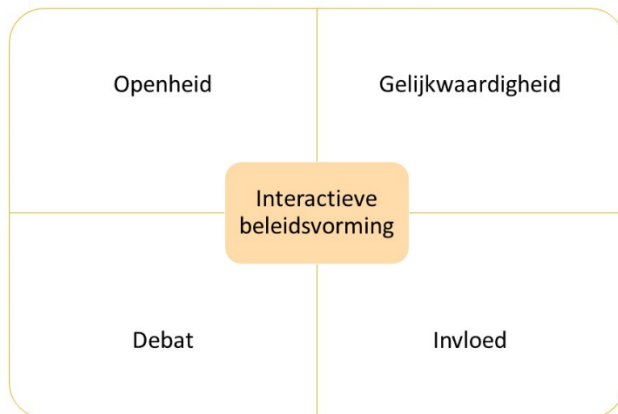 Openheid
Gelijkwaardigheid
Interactieve
beleidsvorming
Debat
Invloed